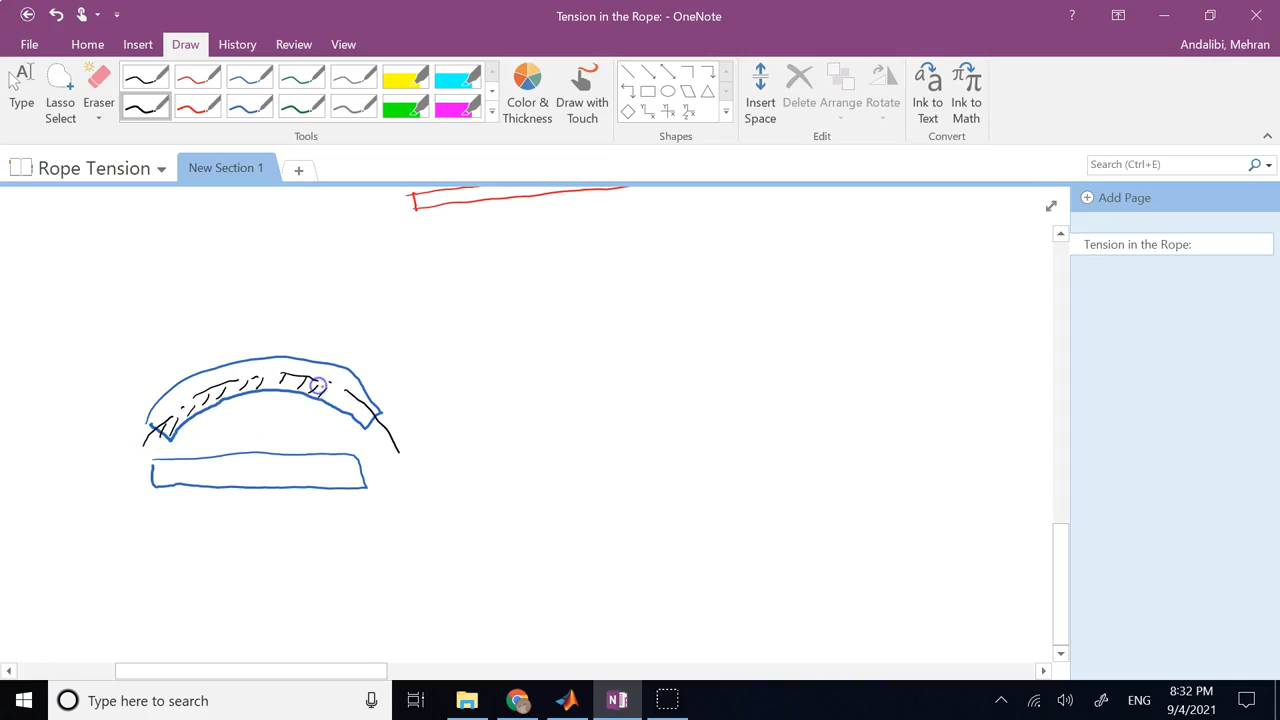 Tension in the Rope: - OneNote
?
File Home Insert Draw History Review View
Andalibi, Mehran
Type
Lasso Select
Eraser
Color & Thickness
Draw with Touch
Insert Space
Delete
Arrange
Rotate
Ink to Text
Ink to Math
Tools
Shapes
Edit
Convert
Rope Tension
New Section 1
+
Search (Ctrl+E)
Add Page
Tension in the Rope:
Type here to search
ENG
8:32 PM
9/4/2021